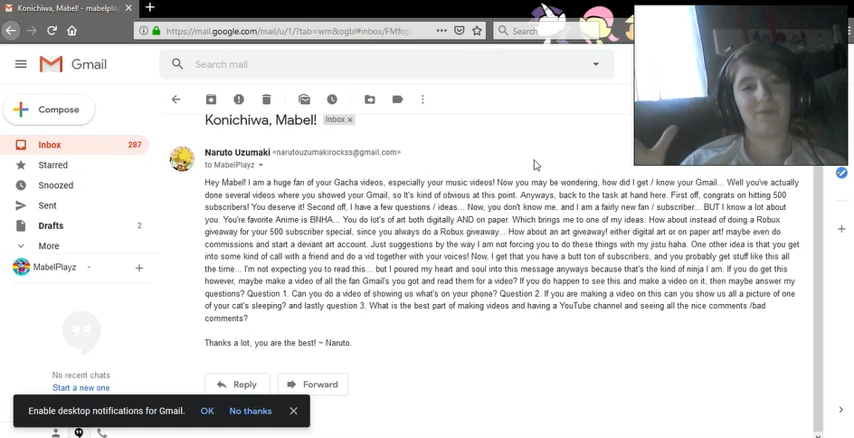 Konichiwa, Mabel! - mabelplay
https://mail.google.com/mail/u/1/?tab=wm&ogbl#inbox/FMfcg
Search
Gmail
Search mail
Compose
Konichiwa, Mabel! Inbox x
Inbox 287
Starred
Snoozed
Sent
Drafts 2
More
MabelPlayz
No recent chats
Start a new one
Naruto Uzumaki <narutouzumakirockss@gmail.com>
to MabelPlayz
Hey Mabel! I am a huge fan of your Gacha videos, especially your music videos! Now you may be wondering, how did I get / know your Gmail... Well you've actually
done several videos where you showed your Gmail, so it's kind of obvious at this point. Anyways, back to the task at hand here. First off, congrats on hitting 500
subscribers! You deserve it! Second off, I have a few questions / ideas... Now, you don't know me, and I am a fairly new fan / subscriber... BUT I know a lot about
you. You're favorite Anime is BNHA... You do lot's of art both digitally AND on paper. Which brings me to one of my ideas. How about instead of doing a Robux
giveaway for your 500 subscriber special, since you always do a Robux giveaway... How about an art giveaway! either digital art or on paper art! maybe even do
commissions and start a deviant art account. Just suggestions by the way I am not forcing you to do these things with my jistu haha. One other idea is that you get
into some kind of call with a friend and do a vid together with your voices! Now, I get that you have a butt ton of subscribers, and you probably get stuff like this all
the time... I'm not expecting you to read this... but I poured my heart and soul into this message anyways because that's the kind of ninja I am. If you do get this
however, maybe make a video of all the fan Gmail's you got and read them for a video? If you do happen to see this and make a video on it, then maybe answer my
questions? Question 1. Can you do a video of showing us what's on your phone? Question 2. If you are making a video on this can you show us all a picture of one
of your cat's sleeping? and lastly question 3. What is the best part of making videos and having a YouTube channel and seeing all the nice comments /bad
comments?
Thanks a lot, you are the best! ~ Naruto.
Reply
Forward
Enable desktop notifications for Gmail. OK No thanks